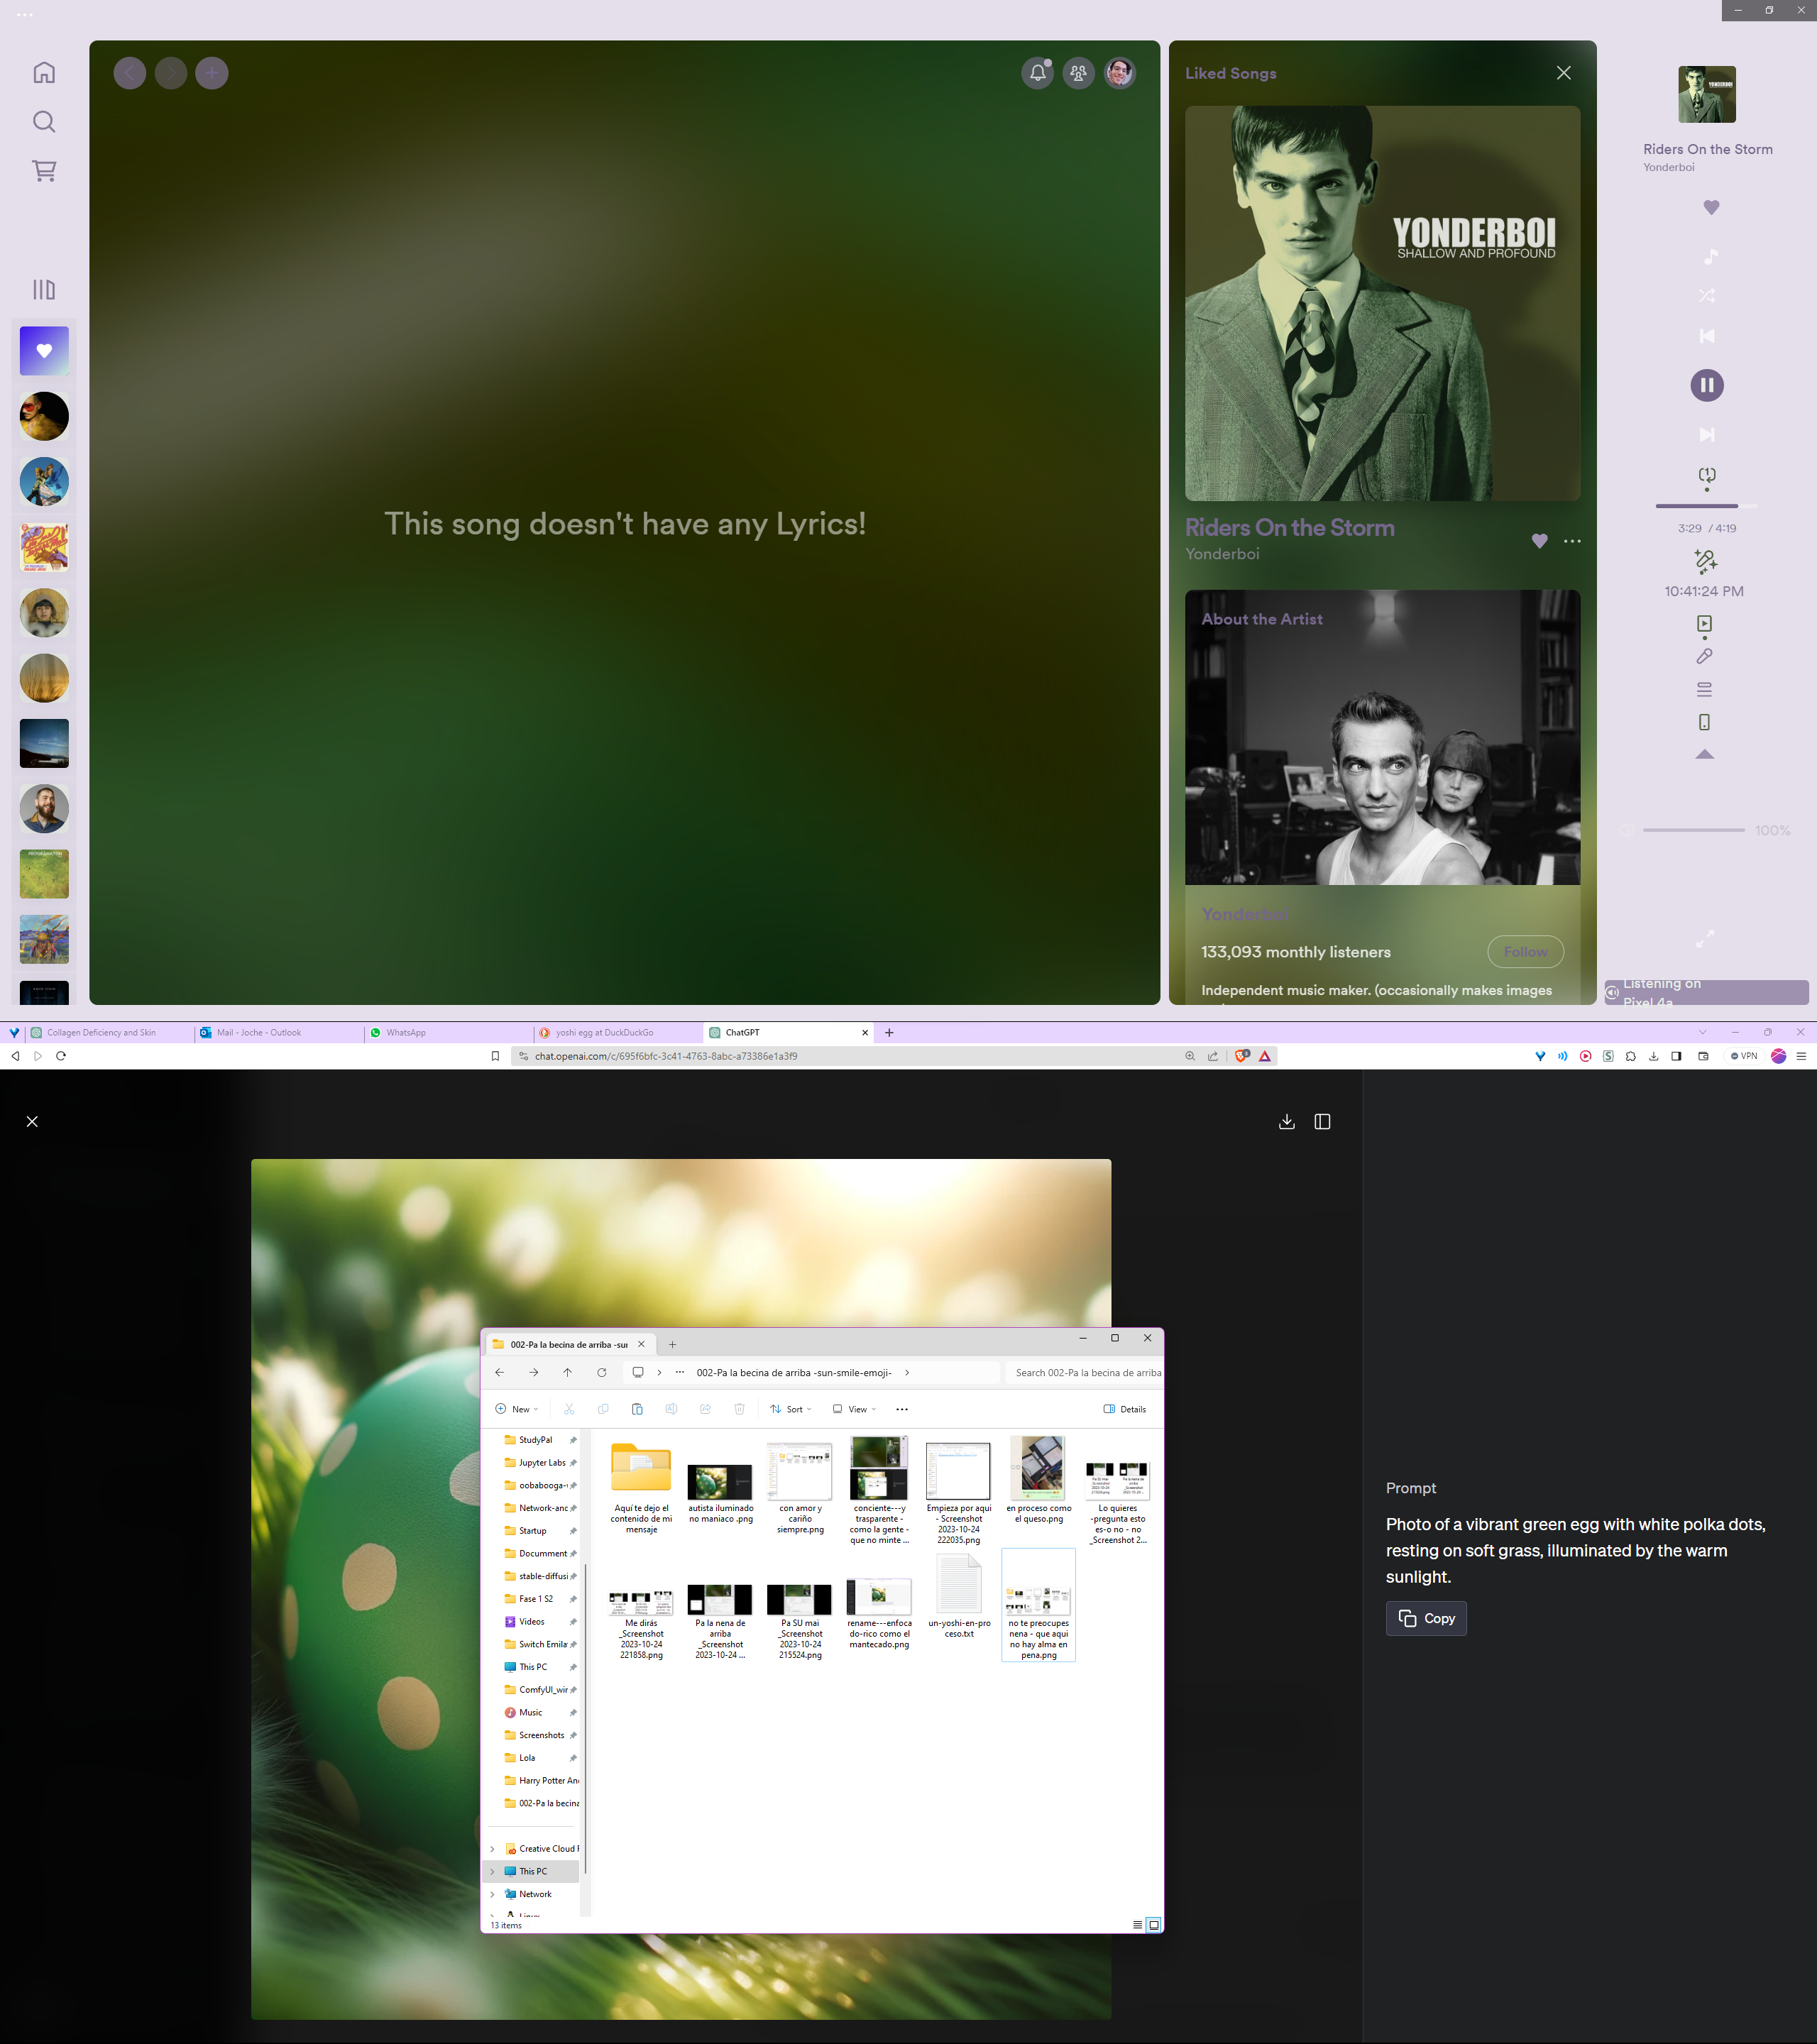 Liked Songs
YONDERBOI
SHALLOW AND PROFOUND
Riders On the Storm
Yonderboi
This song doesn't have any Lyrics!
Riders On the Storm
Yonderboi
About the Artist
Yonderboi
133,093 monthly listeners
Follow
Independent music maker. (occasionally makes images
3:29 / 4:19
10:41:24 PM
100%
Listening on
Pixel 4a
Collagen Deficiency and Skin
Mail - Joche - Outlook
WhatsApp
yoshi egg at DuckDuckGo
ChatGPT
chat.openai.com/c/695f6bfc-3c41-4763-8abc-a73386e1a3f9
VPN
002-Pa la becina de arriba -sur
002-Pa la becina de arriba -sun-smile-emoji-
Search 002-Pa la becina de arriba
New
Sort
View
Details
StudyPal
Jupyter Labs
oobabooga-
Network-anc
Startup
Documment
stable-diffusi
Fase 1 S2
Videos
Switch Emila
This PC
ComfyUI_wir
Music
Screenshots
Lola
Harry Potter An
002-Pa la becina
Creative Cloud F
This PC
Network
Linux
13 items
Aquí te dejo el
contenido de mi
mensaje
autista iluminado
no maniaco .png
con amor y
cariño
siempre.png
conciente---y
trasparente -
como la gente -
que no minte ...
Empieza por aqui
- Screenshot
2023-10-24
222035.png
en proceso como
el queso.png
Lo quieres
-pregunta esto
es-o no - no
_Screenshot 2...
Me dirás
_Screenshot
2023-10-24
221858.png
Pa la nena de
arriba
_Screenshot
2023-10-24 ...
Pa SU mai
_Screenshot
2023-10-24
215524.png
rename---enfoca
do-rico como el
mantecado.png
un-yoshi-en-pro
ceso.txt
no te preocupes
nena - que aqui
no hay alma en
pena.png
Prompt
Photo of a vibrant green egg with white polka dots,
resting on soft grass, illuminated by the warm
sunlight.
Copy